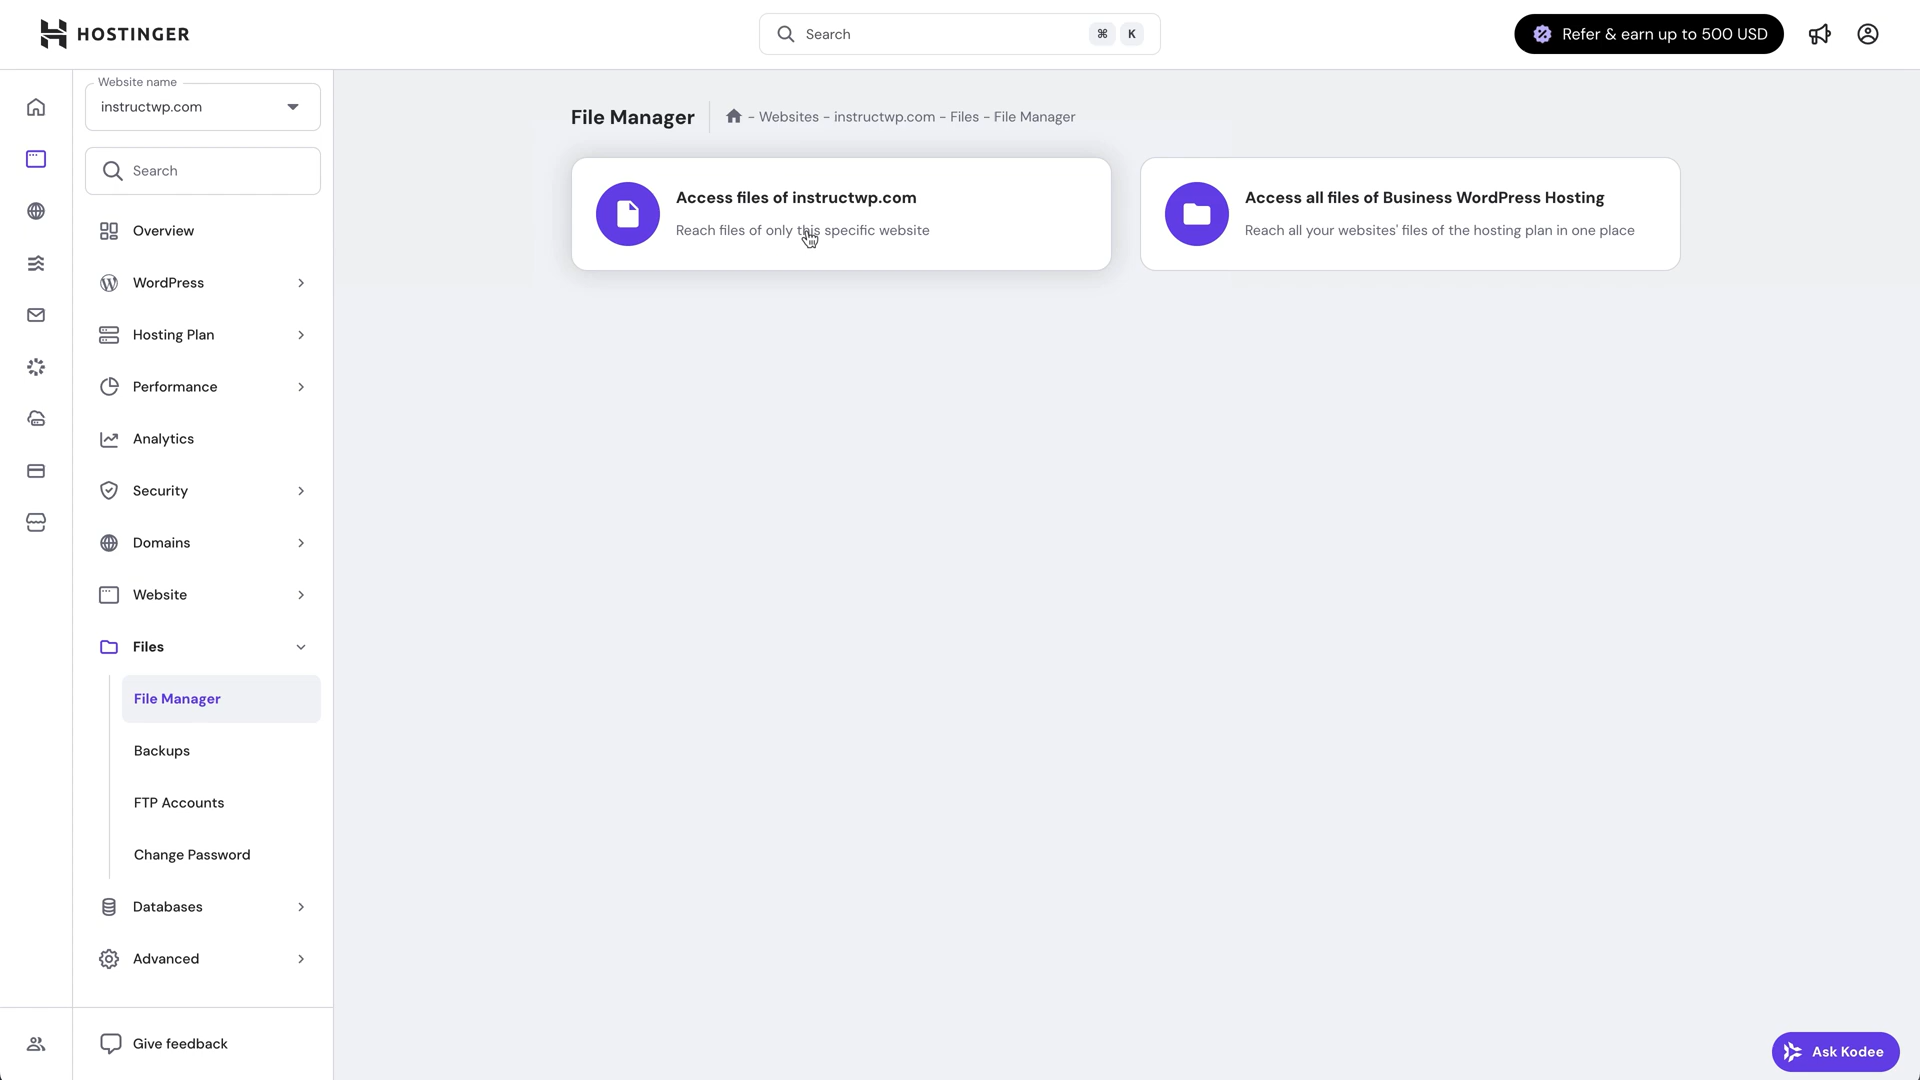 HOSTINGER
Search
⌘ K
Refer & earn up to 500 USD
Website name
instructwp.com
Search
Overview
WordPress
Hosting Plan
Performance
Analytics
Security
Domains
Website
Files
File Manager
Backups
FTP Accounts
Change Password
Databases
Advanced
Give feedback
File Manager
- Websites - instructwp.com - Files - File Manager
Access files of instructwp.com
Reach files of only this specific website
Access all files of Business WordPress Hosting
Reach all your websites' files of the hosting plan in one place
Ask Kodee